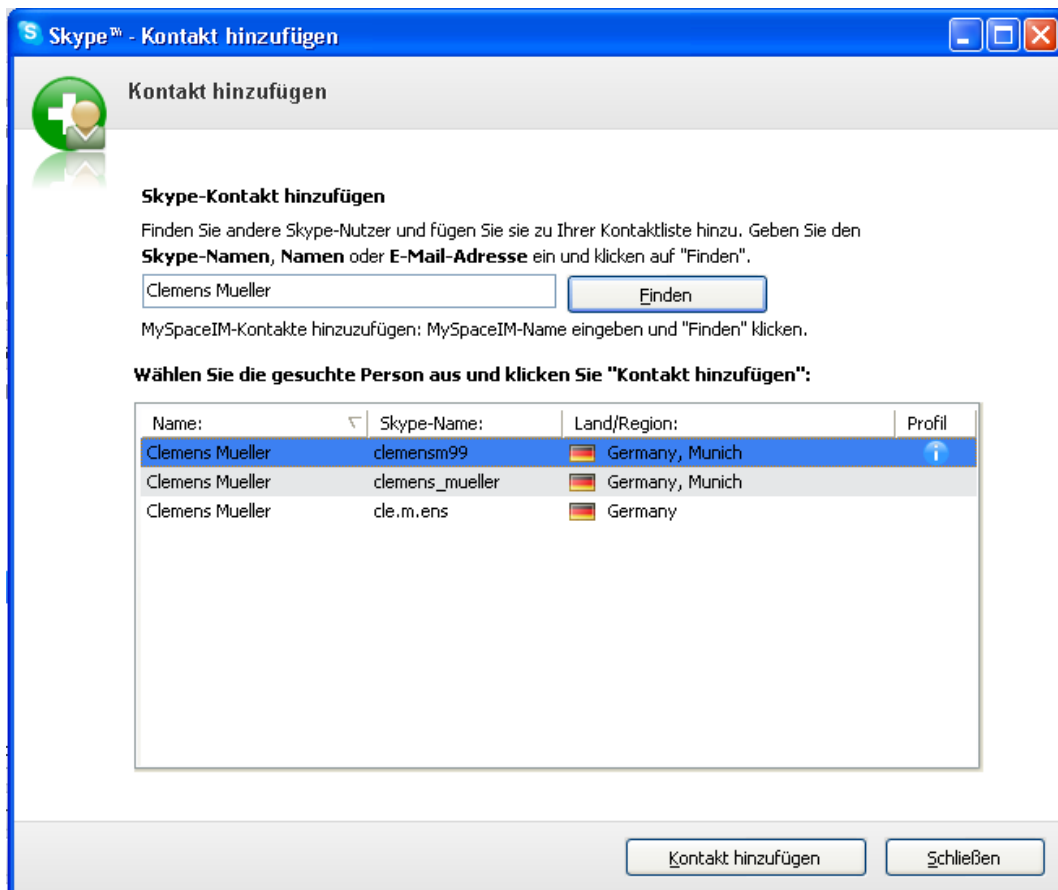 Skype™ - Kontakt hinzufügen
Kontakt hinzufügen
Skype-Kontakt hinzufügen
Finden Sie andere Skype-Nutzer und fügen Sie sie zu Ihrer Kontaktliste hinzu. Geben Sie den
Skype-Namen, Namen oder E-Mail-Adresse ein und klicken auf "Finden".
Clemens Mueller Finden
MySpaceIM-Kontakte hinzuzufügen: MySpaceIM-Name eingeben und "Finden" klicken.
Wählen Sie die gesuchte Person aus und klicken Sie "Kontakt hinzufügen":
Name: Skype-Name: Land/Region: Profil
Clemens Mueller clemensm99 Germany, Munich
Clemens Mueller clemens_mueller Germany, Munich
Clemens Mueller cle.m.ens Germany
Kontakt hinzufügen Schließen